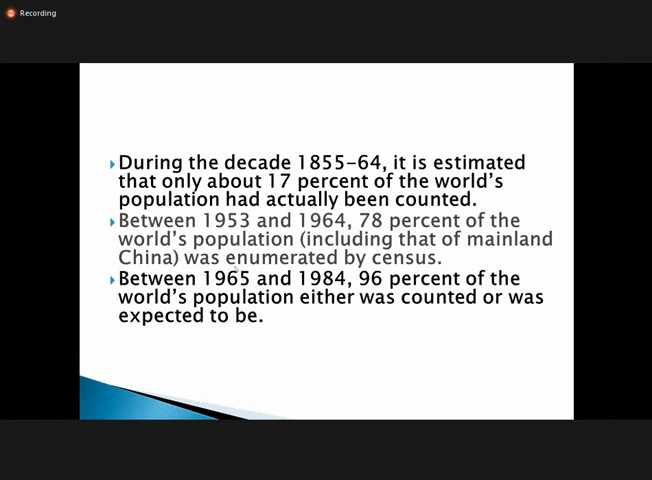 Recording
During the decade 1855-64, it is estimated
that only about 17 percent of the world's
population had actually been counted.
Between 1953 and 1964, 78 percent of the
world's population (including that of mainland
China) was enumerated by census.
Between 1965 and 1984, 96 percent of the
world's population either was counted or was
expected to be.